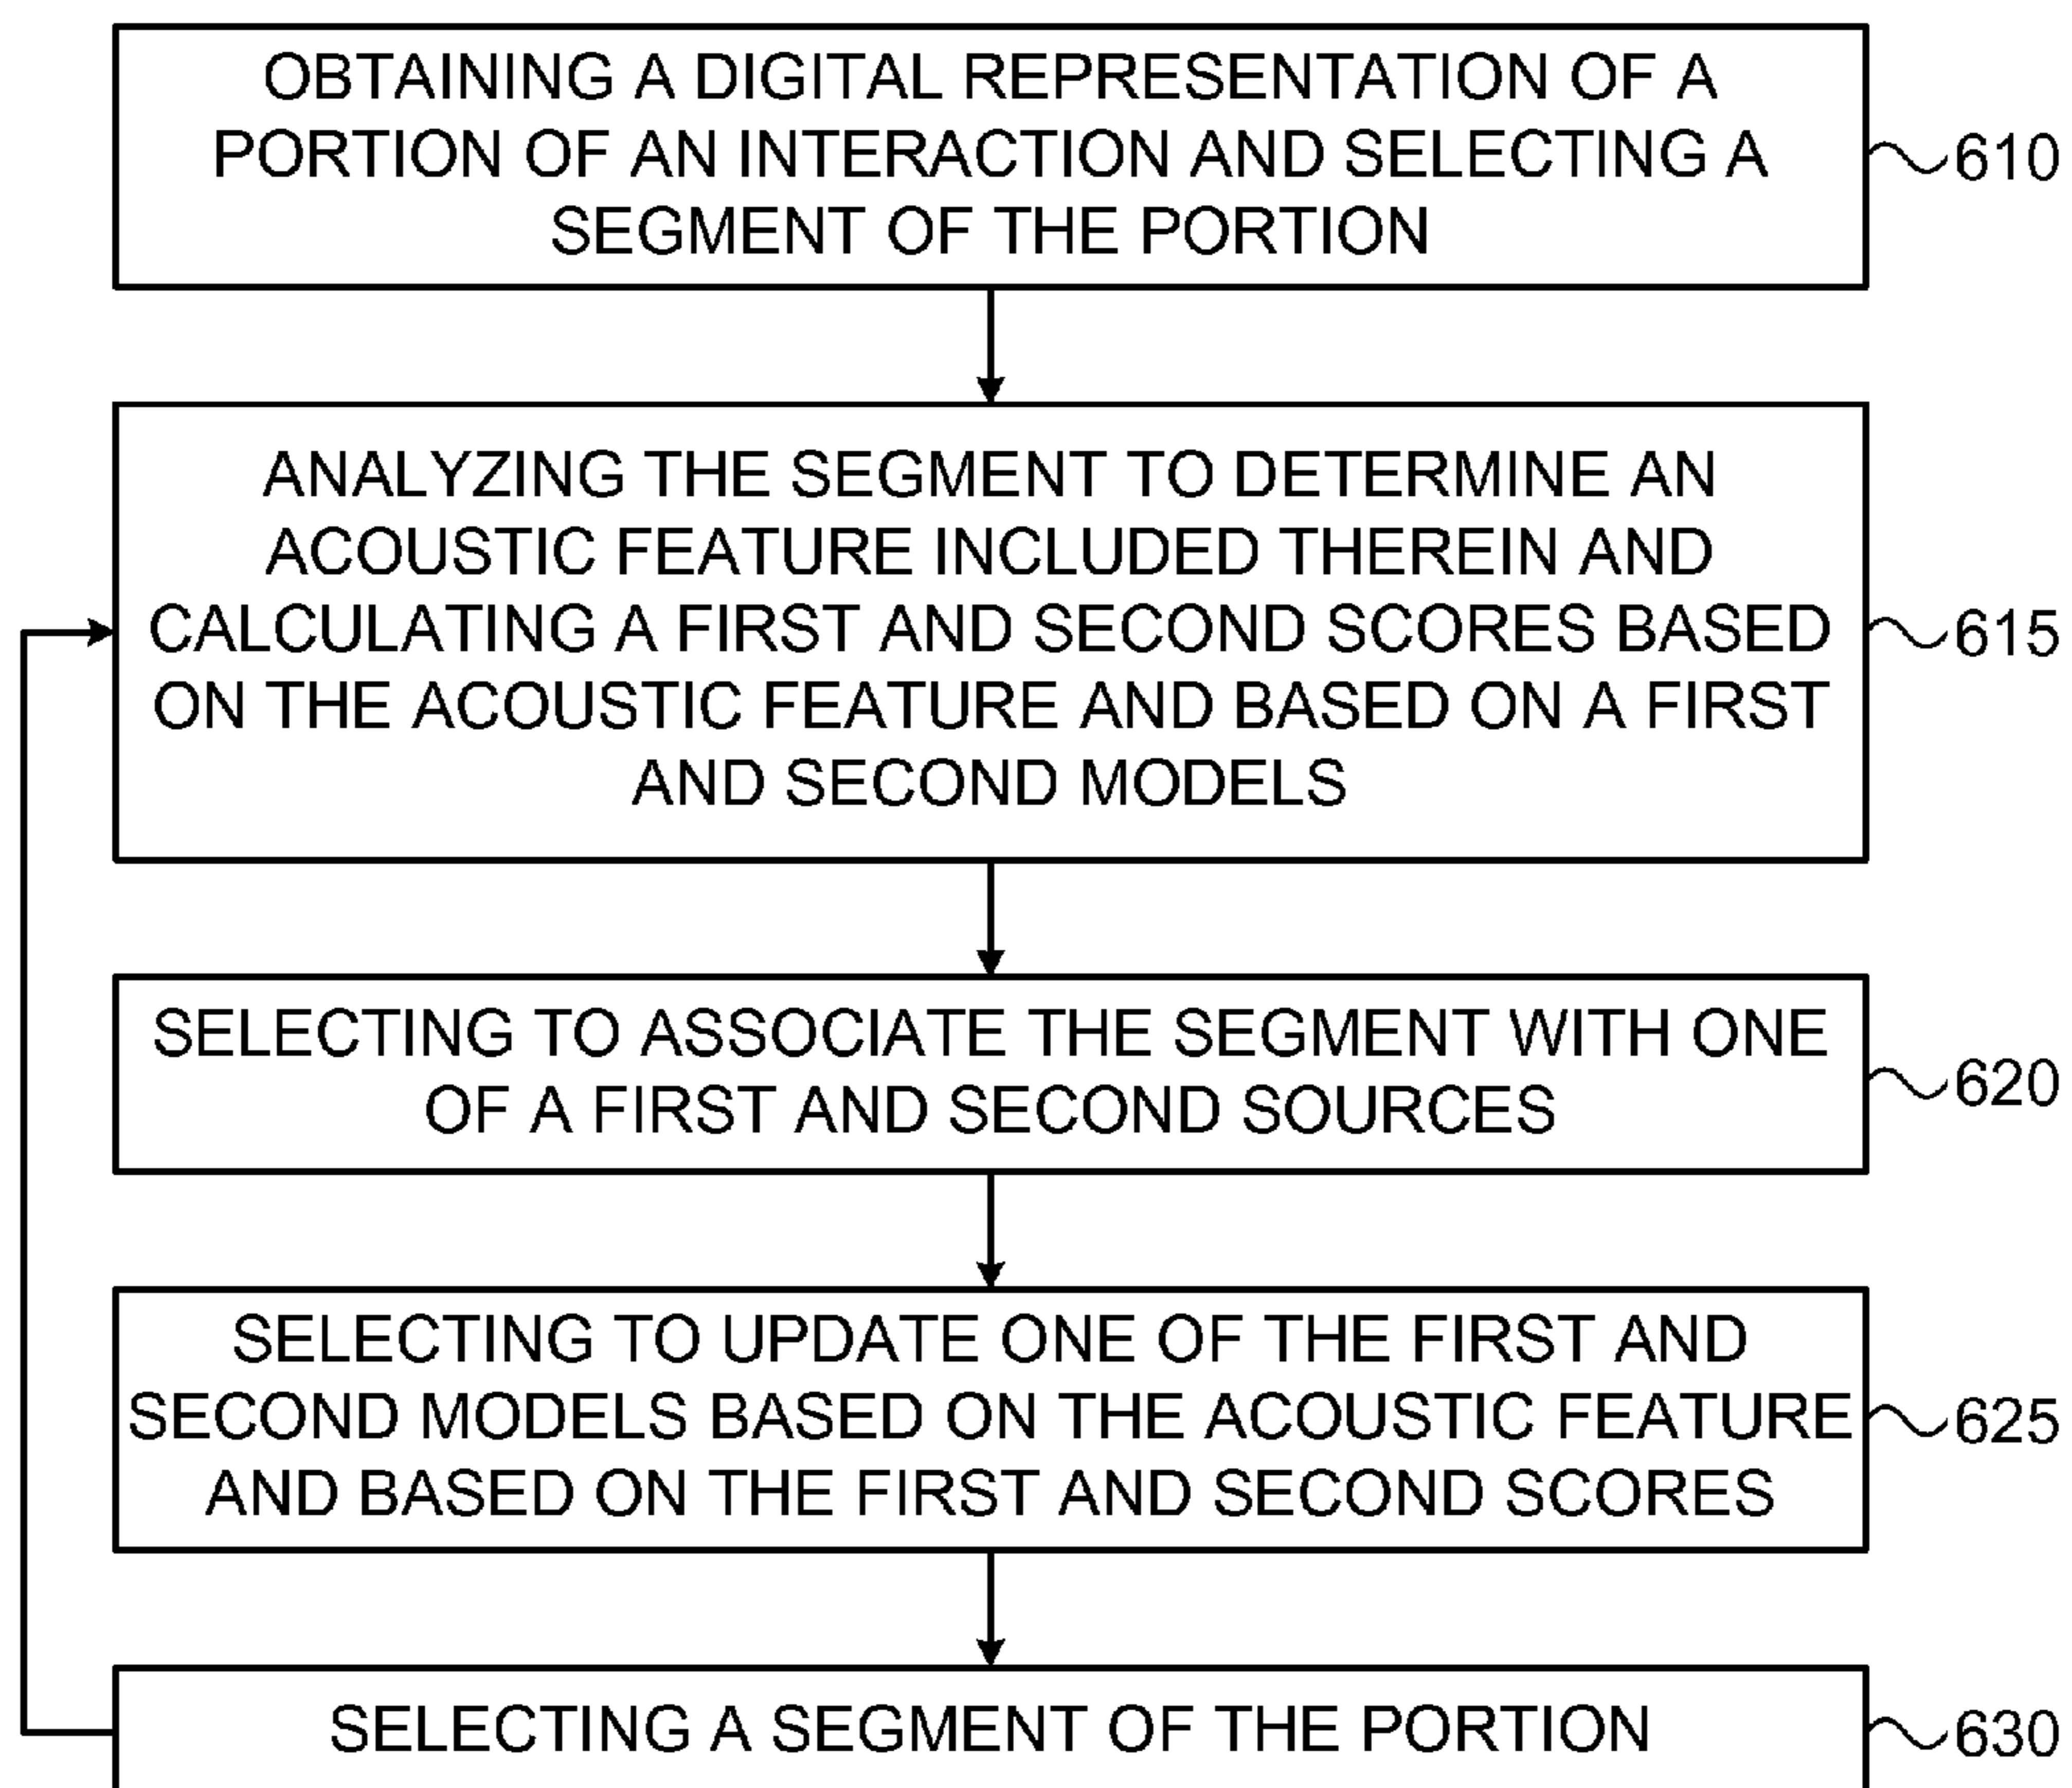 OBTAINING A DIGITAL REPRESENTATION OF A
PORTION OF AN INTERACTION AND SELECTING A
SEGMENT OF THE PORTION
610
ANALYZING THE SEGMENT TO DETERMINE AN
ACOUSTIC FEATURE INCLUDED THEREIN AND
CALCULATING A FIRST AND SECOND SCORES BASED
ON THE ACOUSTIC FEATURE AND BASED ON A FIRST
AND SECOND MODELS
615
SELECTING TO ASSOCIATE THE SEGMENT WITH ONE
OF A FIRST AND SECOND SOURCES
620
SELECTING TO UPDATE ONE OF THE FIRST AND
SECOND MODELS BASED ON THE ACOUSTIC FEATURE
AND BASED ON THE FIRST AND SECOND SCORES
625
SELECTING A SEGMENT OF THE PORTION
630